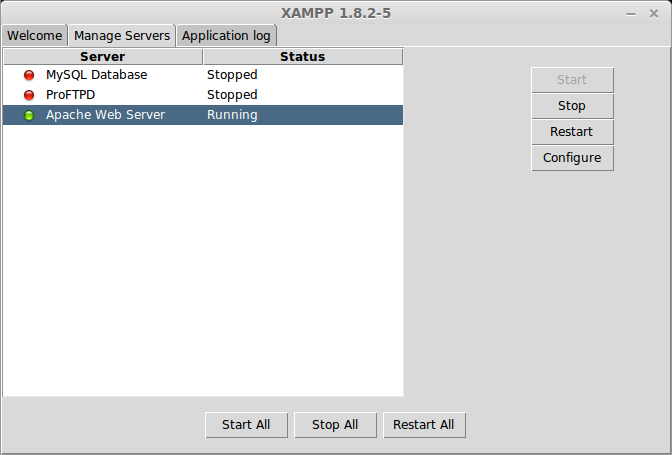 XAMPP 1.8.2-5
Welcome Manage Servers Application log
Server Status
MySQL Database Stopped
ProFTPD Stopped
Apache Web Server Running
Start
Stop
Restart
Configure
Start All Stop All Restart All